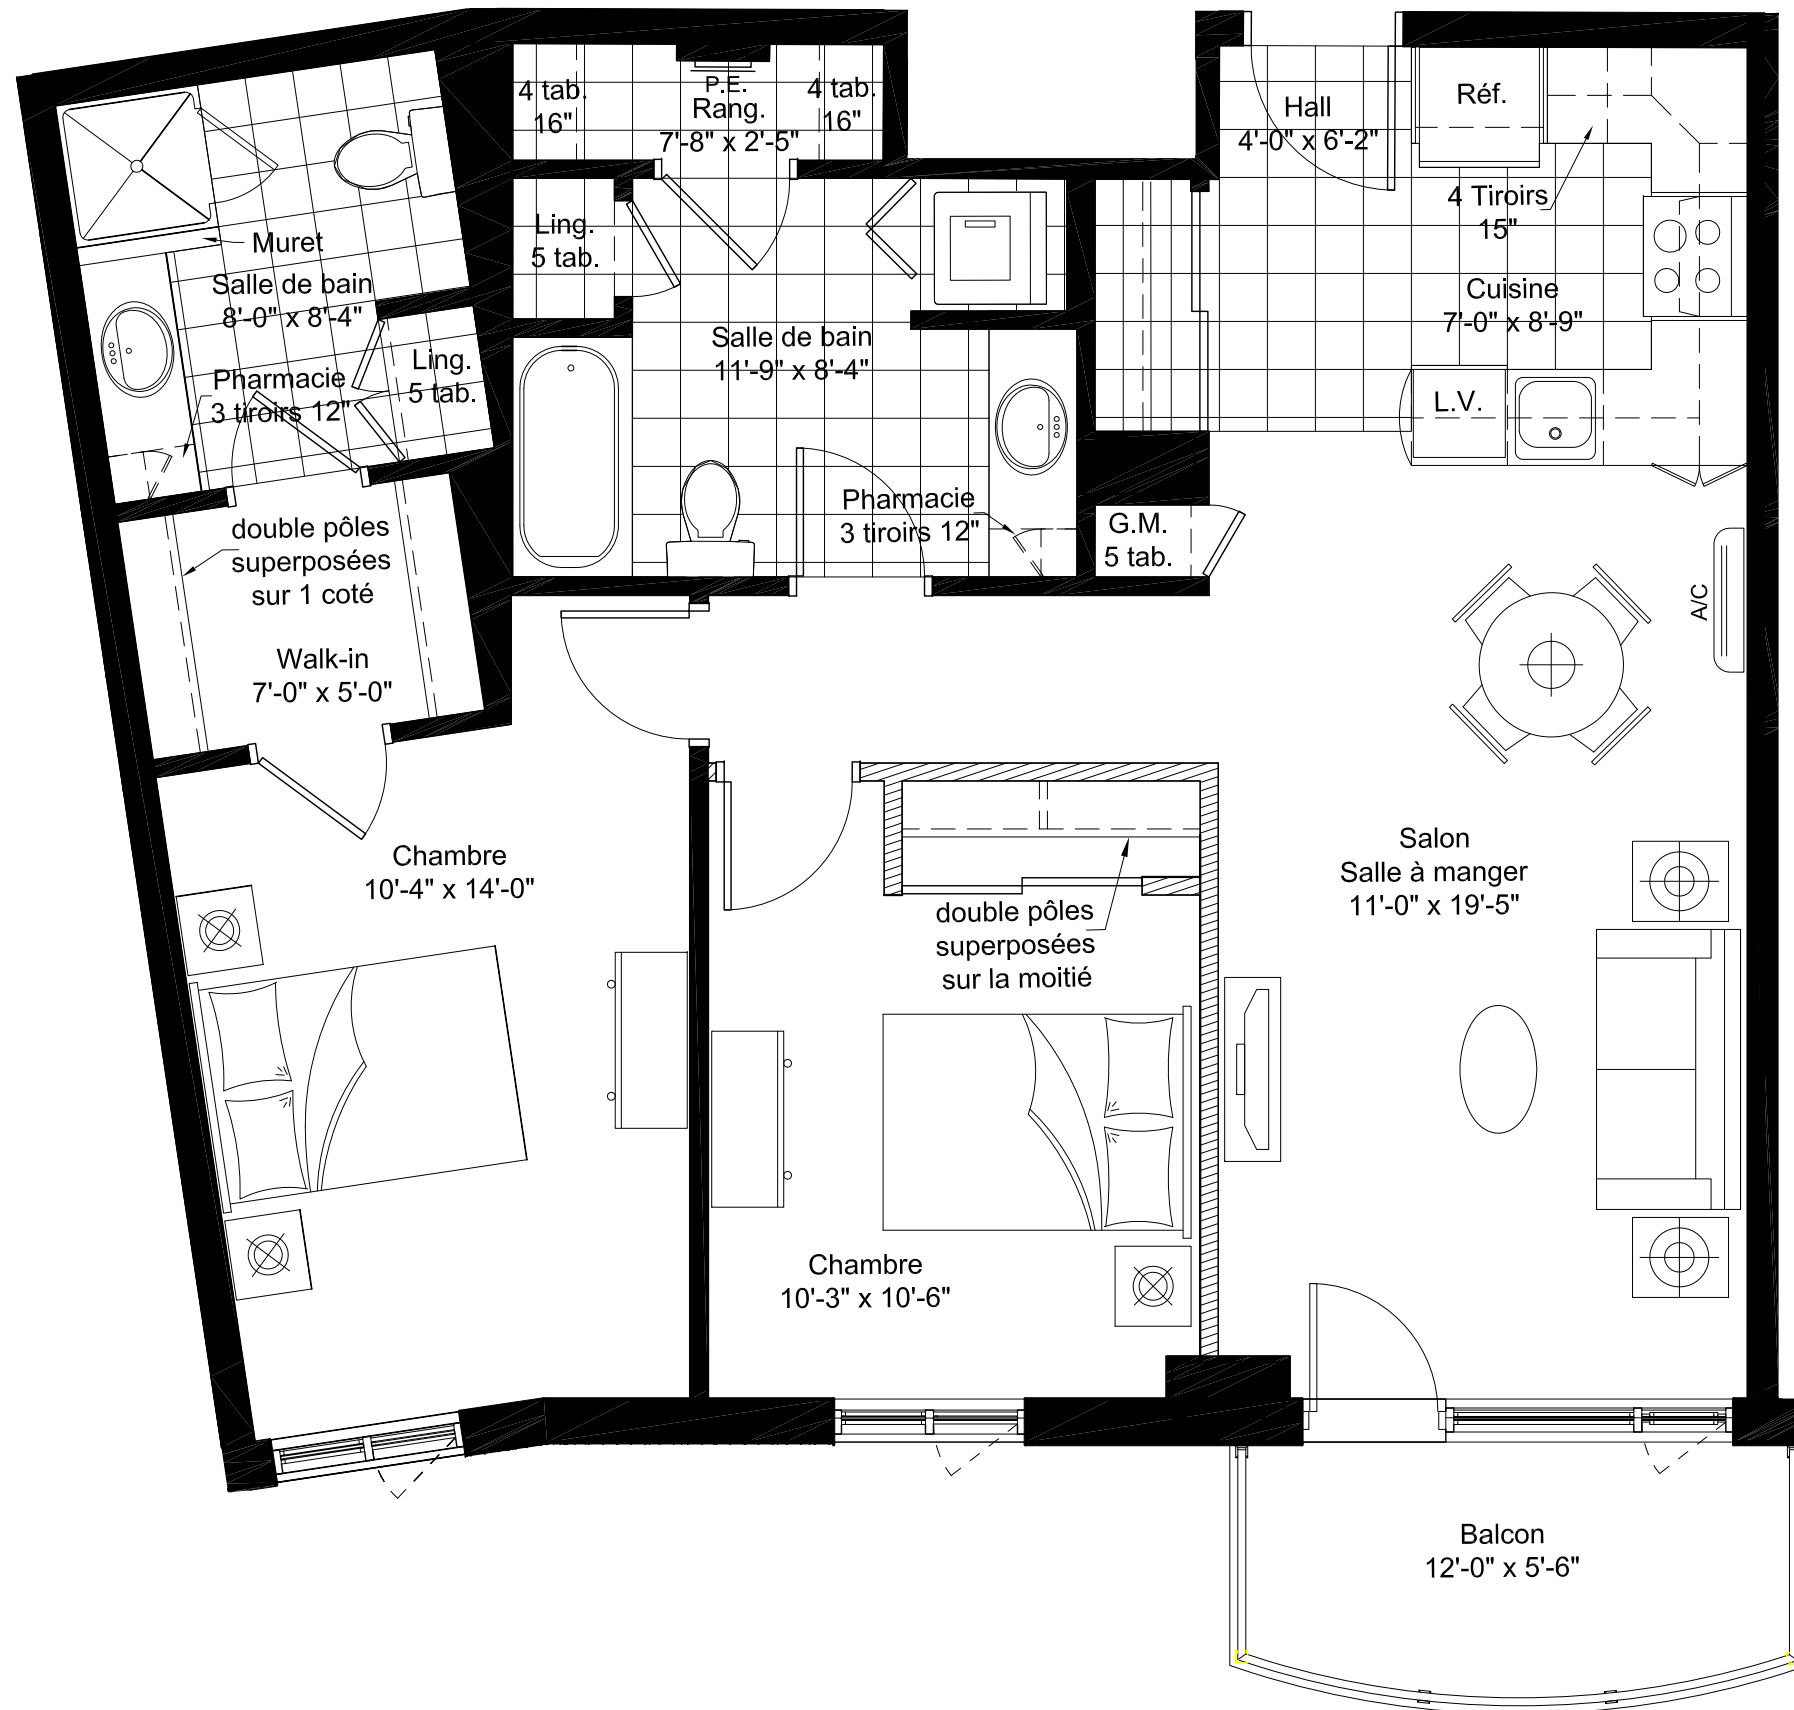 4 tab.
16"
P.E.
Rang.
7'-8" x 2'-5"
4 tab.
16"
Hall
4'-0" x 6'-2"
Réf.
4 Tiroirs
15"
Muret
Salle de bain
8'-0" x 8'-4"
Ling.
5 tab.
Ling.
5 tab.
Pharmacie
3 tiroirs 12"
Salle de bain
11'-9" x 8'-4"
Cuisine
7'-0" x 8'-9"
L.V.
Pharmacie
3 tiroirs 12"
G.M.
5 tab.
double pôles
superposées
sur 1 coté
Walk-in
7'-0" x 5'-0"
A/C
Chambre
10'-4" x 14'-0"
double pôles
superposées
sur la moitié
Salon
Salle à manger
11'-0" x 19'-5"
Chambre
10'-3" x 10'-6"
Balcon
12'-0" x 5'-6"